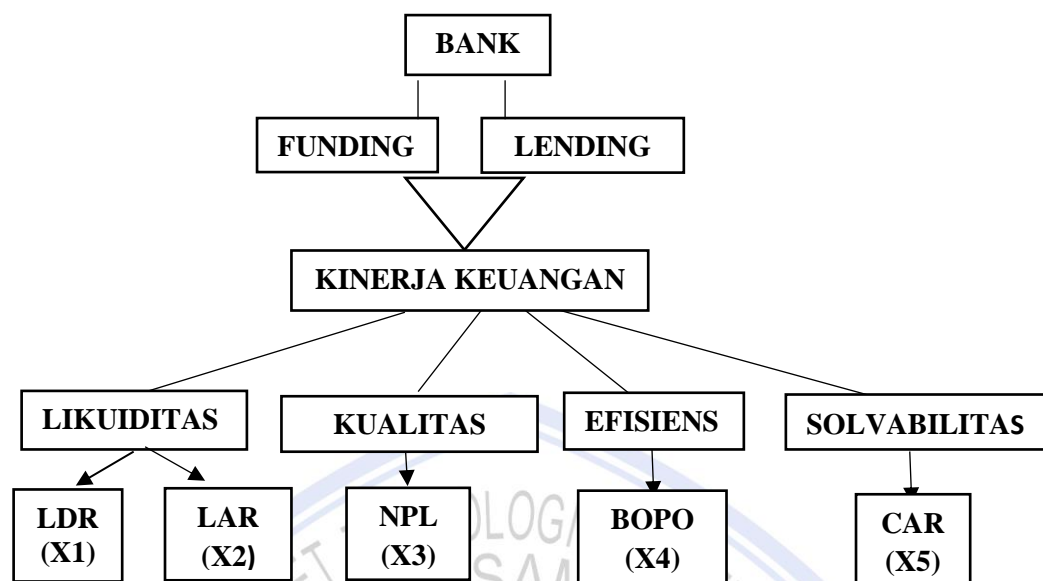 BANK
FUNDING
LENDING
KINERJA KEUANGAN
LIKUIDITAS
KUALITAS
EFISIENS
SOLVABILITAS
LDR
(X1)
LAR
(X2)
NPL
(X3)
BOPO
(X4)
CAR
(X5)